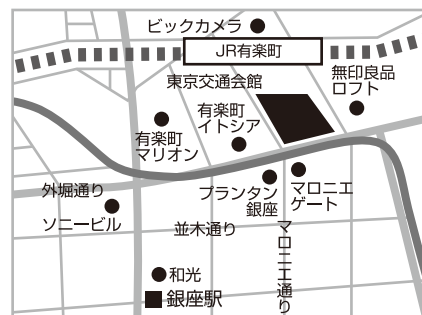 ビックカメラ
JR有楽町
東京交通会館
無印良品
ロフト
有楽町
イトシア
有楽町
マリオン
外堀通り
ソニービル
プランタン
銀座
マロニエ
ゲート
並木通り
マロニエ通り
和光
銀座駅